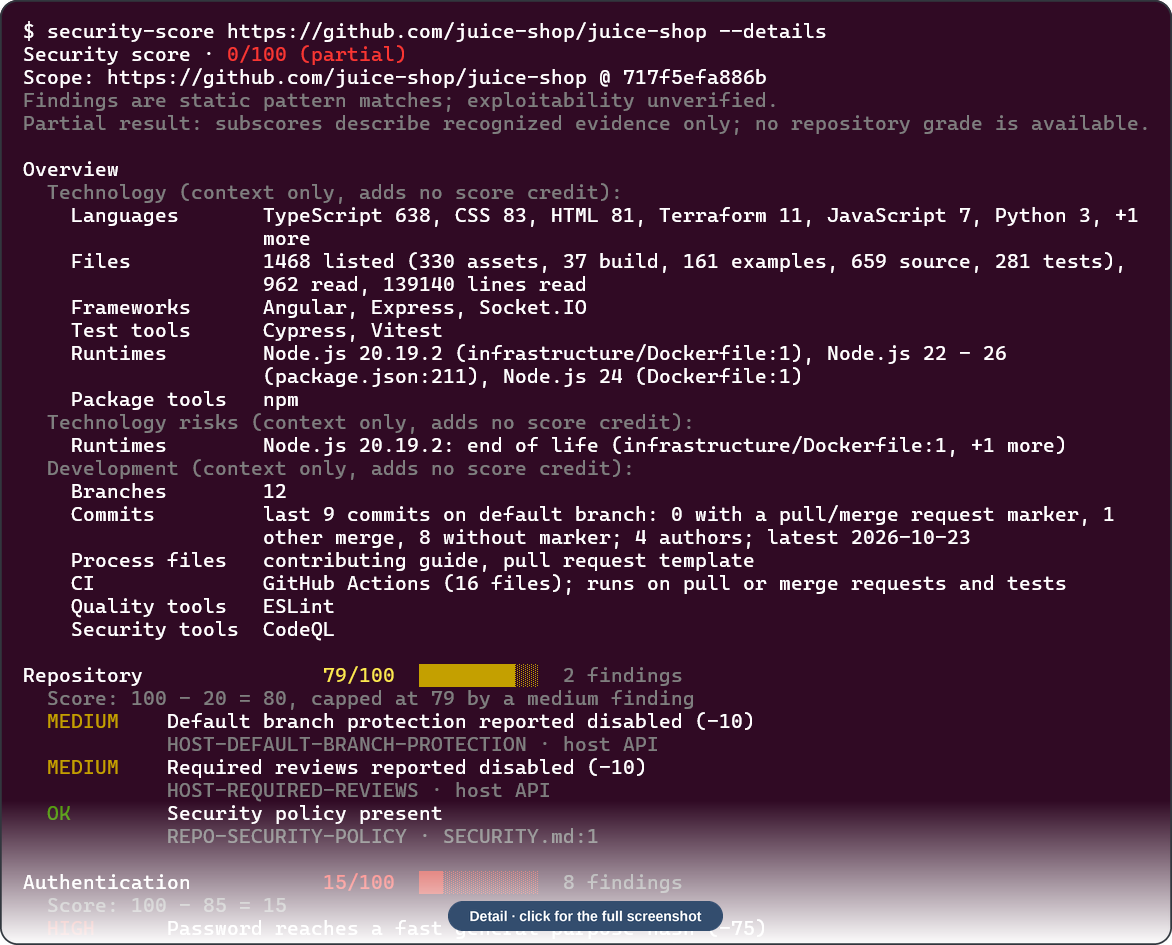 $ security-score https://github.com/juice-shop/juice-shop --details
Security score · 0/100 (partial)
Scope: https://github.com/juice-shop/juice-shop @ 717f5efa886b
Findings are static pattern matches; exploitability unverified.
Partial result: subscores describe recognized evidence only; no repository grade is available.
Overview
Technology (context only, adds no score credit):
Languages TypeScript 638, CSS 83, HTML 81, Terraform 11, JavaScript 7, Python 3, +1
more
Files 1468 listed (330 assets, 37 build, 161 examples, 659 source, 281 tests),
962 read, 139140 lines read
Frameworks Angular, Express, Socket.IO
Test tools Cypress, Vitest
Runtimes Node.js 20.19.2 (infrastructure/Dockerfile:1), Node.js 22 - 26
(package.json:211), Node.js 24 (Dockerfile:1)
Package tools npm
Technology risks (context only, adds no score credit):
Runtimes Node.js 20.19.2: end of life (infrastructure/Dockerfile:1, +1 more)
Development (context only, adds no score credit):
Branches 12
Commits last 9 commits on default branch: 0 with a pull/merge request marker, 1
other merge, 8 without marker; 4 authors; latest 2026-10-23
Process files contributing guide, pull request template
CI GitHub Actions (16 files); runs on pull or merge requests and tests
Quality tools ESLint
Security tools CodeQL
Repository 79/100 2 findings
Score: 100 - 20 = 80, capped at 79 by a medium finding
MEDIUM Default branch protection reported disabled (-10)
HOST-DEFAULT-BRANCH-PROTECTION · host API
MEDIUM Required reviews reported disabled (-10)
HOST-REQUIRED-REVIEWS · host API
OK Security policy present
REPO-SECURITY-POLICY · SECURITY.md:1
Authentication 15/100 8 findings
Score: 100 - 85 = 15
HIGH Password reaches a fast general purpose hash (-75)
Detail · click for the full screenshot